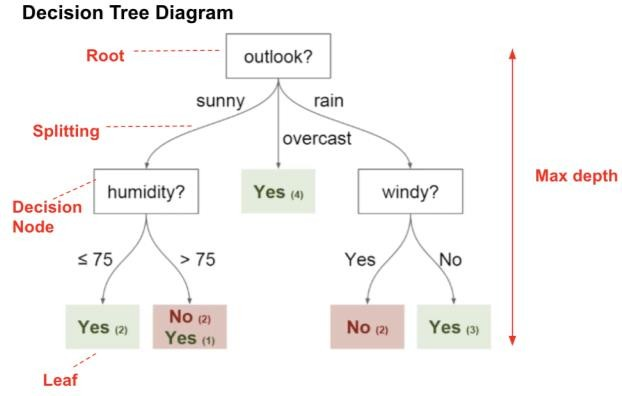 Decision Tree Diagram
Root
outlook?
sunny
rain
Splitting
overcast
Max depth
Decision
Node
humidity?
Yes (4)
windy?
≤ 75
> 75
Yes
No
Yes (2)
No (2)
Yes (1)
No (2)
Yes (3)
Leaf